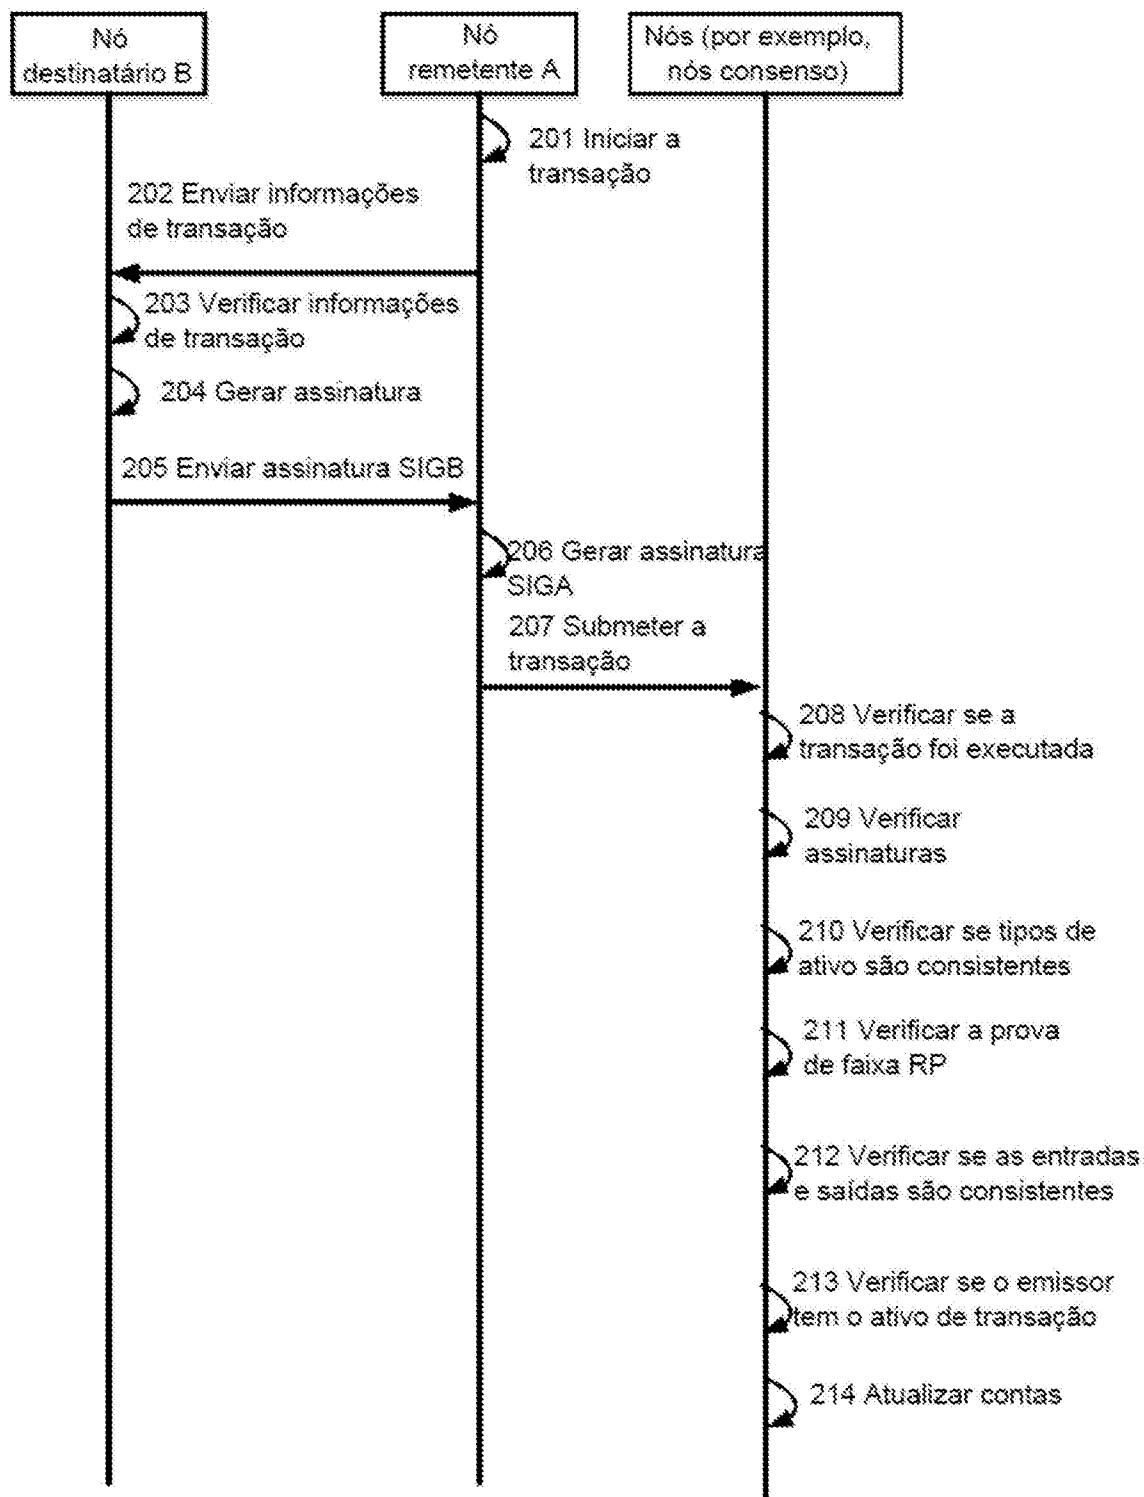 Nó
destinatário B
Nó
remetente A
Nós (por exemplo,
nós consenso)
201 Iniciar a
transação
202 Enviar informações
de transação
203 Verificar informações
de transação
204 Gerar assinatura
205 Enviar assinatura SIGB
206 Gerar assinatura
SIGA
207 Submeter a
transação
208 Verificar se a
transação foi executada
209 Verificar
assinaturas
210 Verificar se tipos de
ativo são consistentes
211 Verificar a prova
de faixa RP
212 Verificar se as entradas
e saídas são consistentes
213 Verificar se o emissor
tem o ativo de transação
214 Atualizar contas